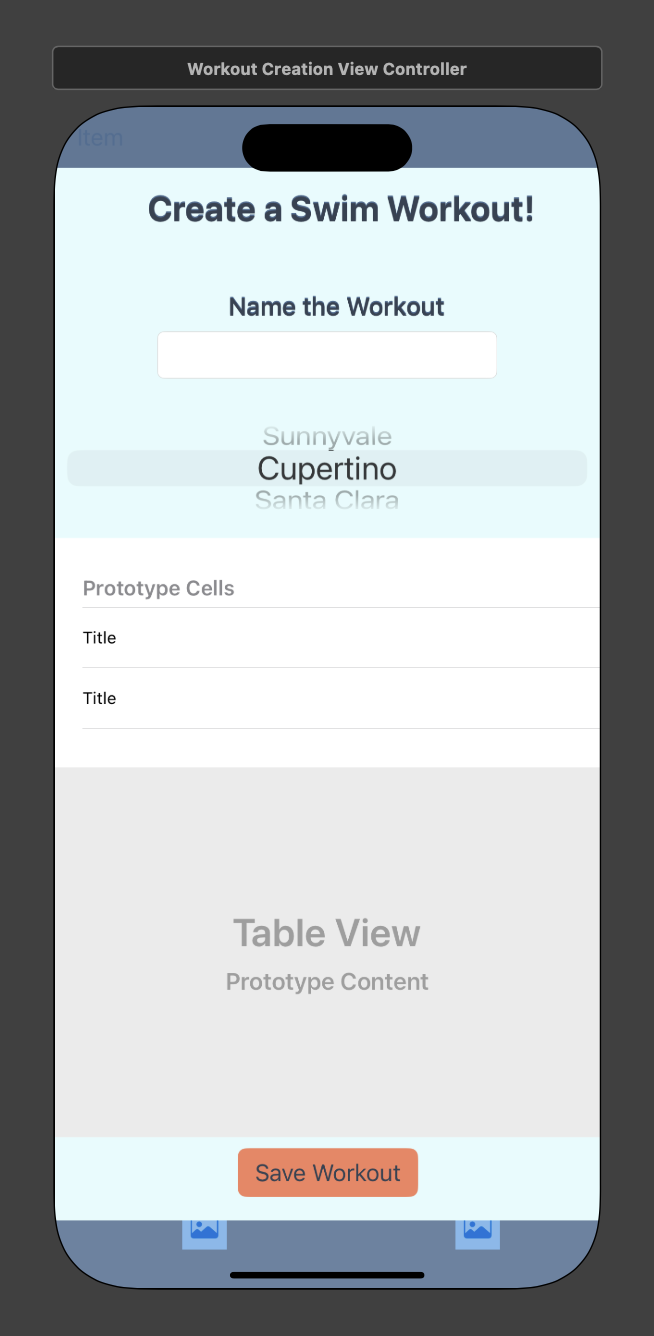 Workout Creation View Controller
Item
Create a Swim Workout!
Name the Workout
Sunnyvale
Cupertino
Santa Clara
Prototype Cells
Title
Title
Table View
Prototype Content
Save Workout